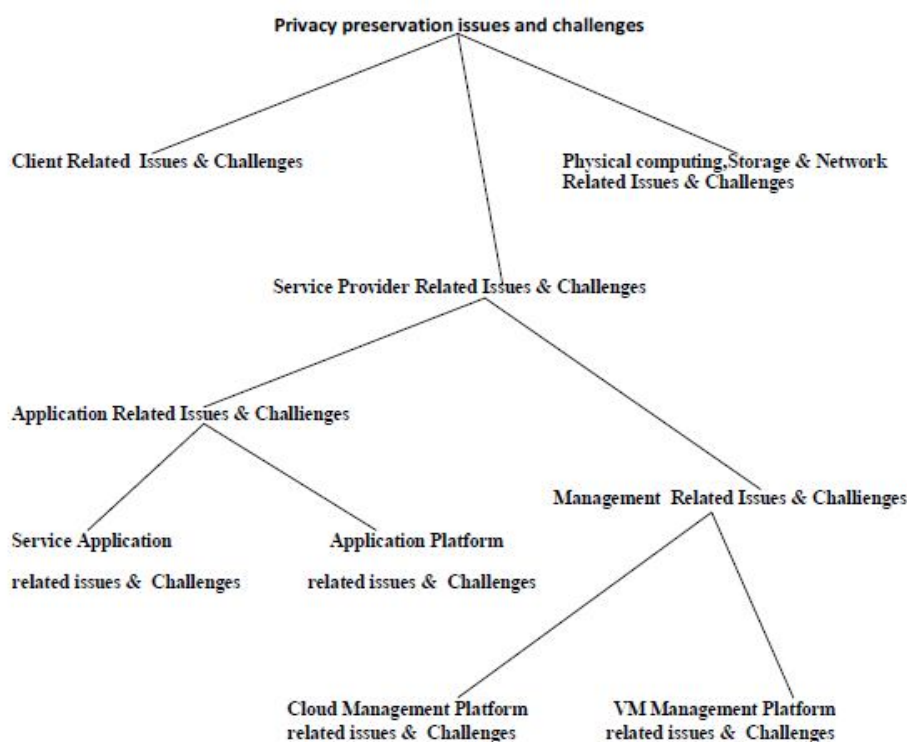 Privacy preservation issues and challenges
Client Related Issues & Challenges
Physical computing,Storage & Network
Related Issues & Challenges
Service Provider Related Issues & Challenges
Application Related Issues & Challienges
Management Related Issues & Challienges
Service Application
related issues & Challenges
Application Platform
related issues & Challenges
Cloud Management Platform
related issues & Challenges
VM Management Platform
related issues & Challenges